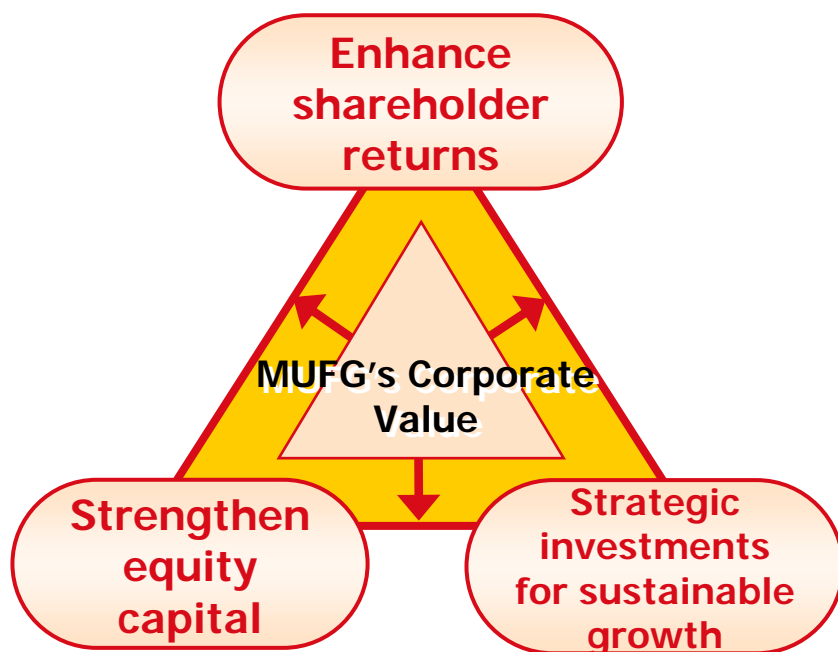 Enhance
shareholder
returns
MUFG's Corporate
Value
Strengthen
equity
capital
Strategic
investments
for sustainable
growth